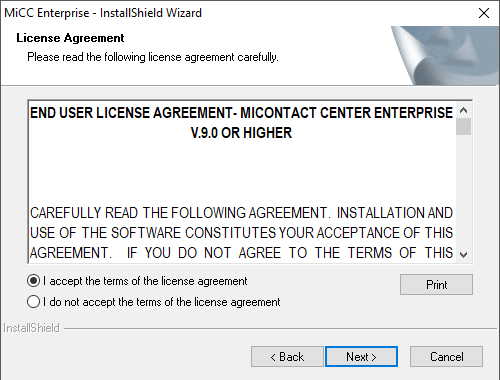 MiCC Enterprise - InstallShield Wizard
License Agreement
Please read the following license agreement carefully.
END USER LICENSE AGREEMENT- MICONTACT CENTER ENTERPRISE
V.9.0 OR HIGHER
CAREFULLY READ THE FOLLOWING AGREEMENT. INSTALLATION AND
USE OF THE SOFTWARE CONSTITUTES YOUR ACCEPTANCE OF THIS
AGREEMENT. IF YOU DO NOT AGREE TO THE TERMS OF THIS
I accept the terms of the license agreement
Print
I do not accept the terms of the license agreement
InstallShield
< Back
Next >
Cancel